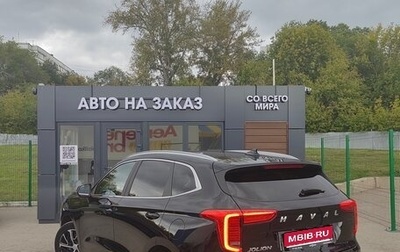 АВТО НА ЗАКАЗ
СО ВСЕГО
МИРА
HAVAL
JOLION
MBIB.RU